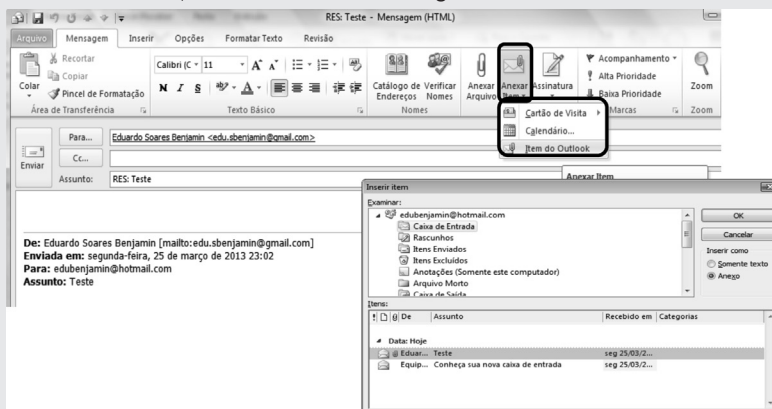 RES: Teste - Mensagem (HTML)
Arquivo Mensagem Inserir Opções Formatar Texto Revisão
Colar
Recortar
Copiar
Pincel de Formatação
Área de Transferência
Calibri (C 11
N I S
Texto Básico
Catálogo de Endereços
Verificar Nomes
Nomes
Anexar Arquivo
Anexar Item
Assinatura
Acompanhamento
Alta Prioridade
Baixa Prioridade
Marcas
Zoom
Zoom
Cartão de Visita
Calendário...
Item do Outlook
Anexar Item
Enviar
Para... Eduardo Soares Benjamin <edu.sbenjamin@gmail.com>
Cc...
Assunto: RES: Teste
De: Eduardo Soares Benjamin [mailto:edu.sbenjamin@gmail.com]
Enviada em: segunda-feira, 25 de março de 2013 23:02
Para: edubenjamin@hotmail.com
Assunto: Teste
Inserir item
Examinar:
edubenjamin@hotmail.com
Caixa de Entrada
Rascunhos
Itens Enviados
Itens Excluídos
Anotações (Somente este computador)
Arquivo Morto
Caixa de Saída
OK
Cancelar
Inserir como
Somente texto
Anexo
Itens:
De Assunto Recebido em Categorias
Data: Hoje
Eduar... Teste seg 25/03/2...
Equip... Conheça sua nova caixa de entrada seg 25/03/2...